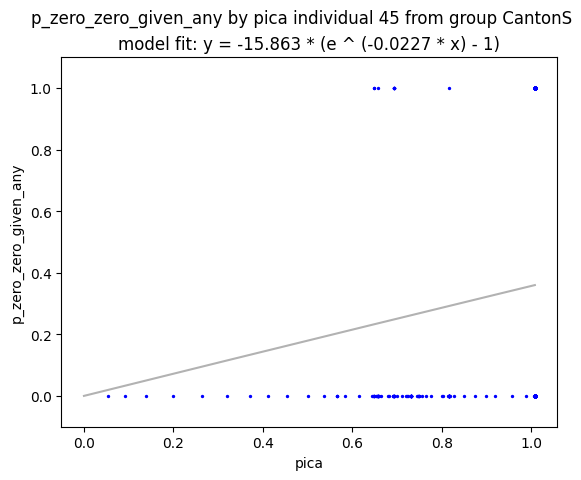 p_zero_zero_given_any by pica individual 45 from group CantonS
model fit: y = -15.863 * (e ^ (-0.0227 * x) - 1)
1.0
0.8
0.6
0.4
0.2
0.0
p_zero_zero_given_any
0.0 0.2 0.4 0.6 0.8 1.0
pica